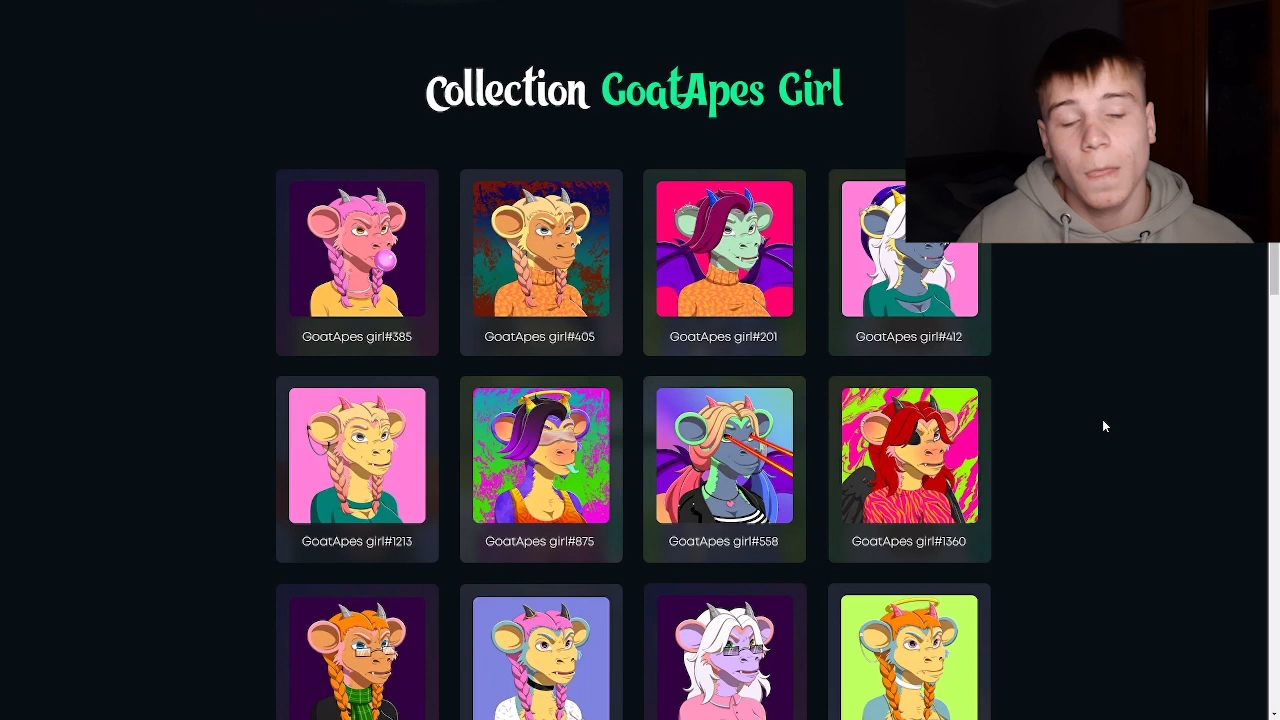 Collection GoatApes Girl
GoatApes girl#385
GoatApes girl#405
GoatApes girl#201
GoatApes girl#412
GoatApes girl#1213
GoatApes girl#875
GoatApes girl#558
GoatApes girl#1360